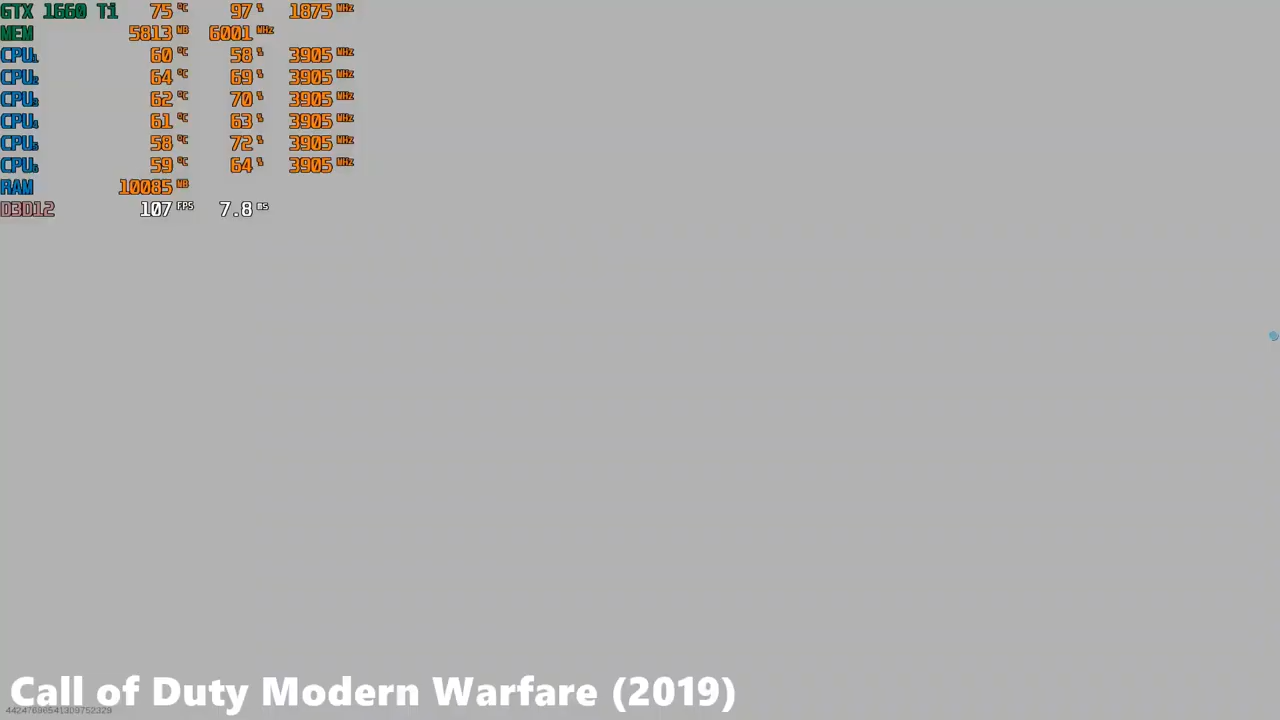 GTX 1660 Ti 75 °C 97 % 1875 MHz
MEM 5813 MB 6001 MHz
CPU1 60 °C 58 % 3905 MHz
CPU2 64 °C 69 % 3905 MHz
CPU3 62 °C 70 % 3905 MHz
CPU4 61 °C 63 % 3905 MHz
CPU5 58 °C 72 % 3905 MHz
CPU6 59 °C 64 % 3905 MHz
RAM 10085 MB
D3D12 107 FPS 7.8 ms
Call of Duty Modern Warfare (2019)